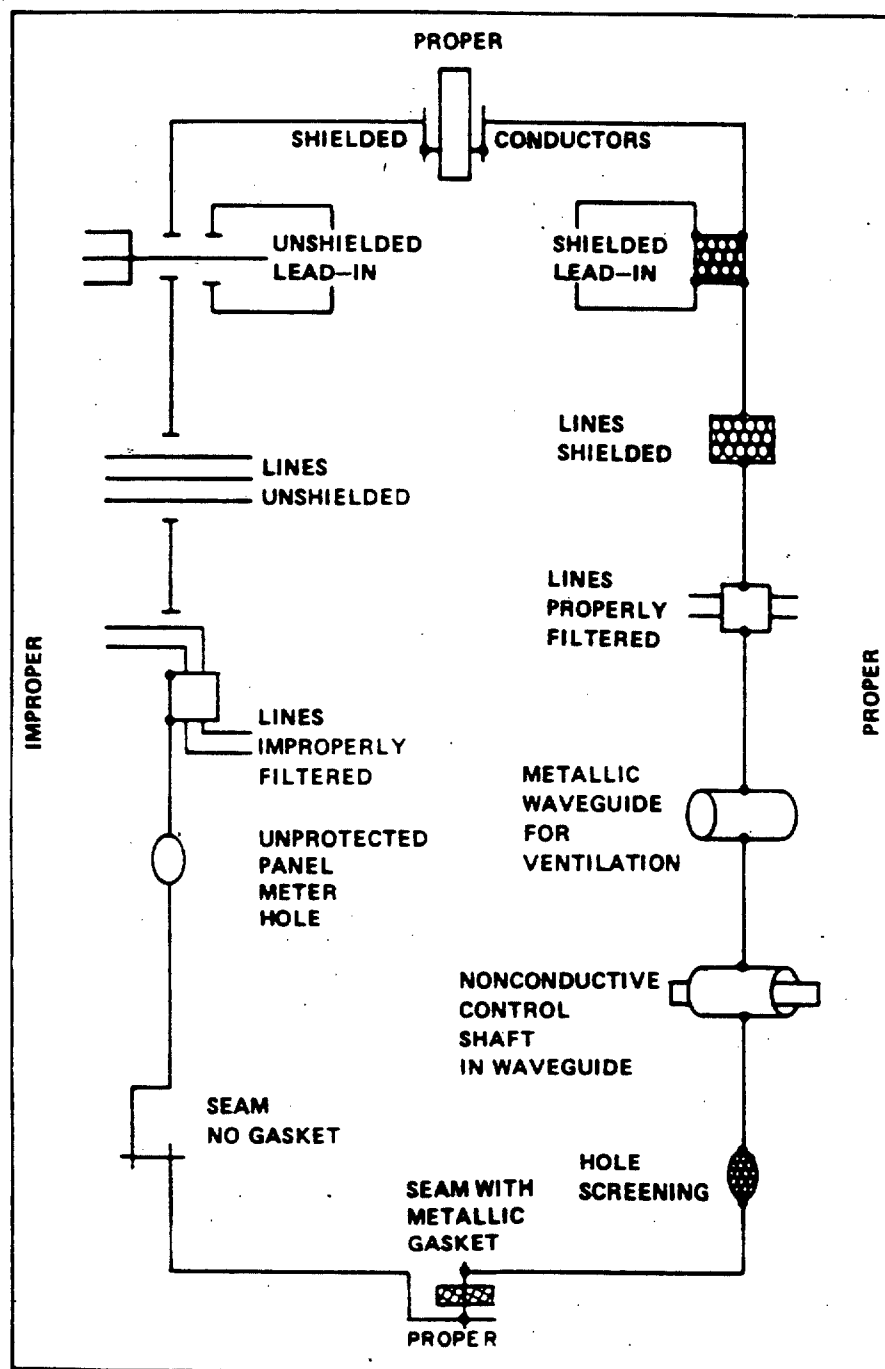 PROPER
SHIELDED CONDUCTORS
UNSHIELDED
LEAD-IN
SHIELDED
LEAD-IN
LINES
UNSHIELDED
LINES
SHIELDED
LINES
PROPERLY
FILTERED
IMPROPER
PROPER
LINES
IMPROPERLY
FILTERED
UNPROTECTED
PANEL
METER
HOLE
METALLIC
WAVEGUIDE
FOR
VENTILATION
NONCONDUCTIVE
CONTROL
SHAFT
IN WAVEGUIDE
SEAM
NO GASKET
HOLE
SCREENING
SEAM WITH
METALLIC
GASKET
PROPER